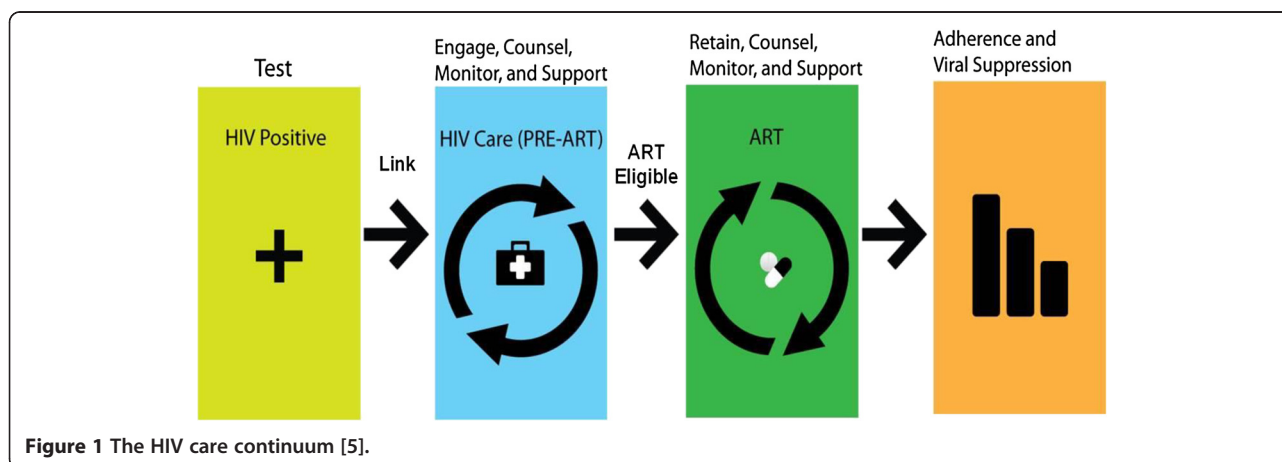 Test
HIV Positive
Link
Engage, Counsel,
Monitor, and Support
HIV Care (PRE-ART)
ART
Eligible
Retain, Counsel,
Monitor, and Support
ART
Adherence and
Viral Suppression
Figure 1 The HIV care continuum [5].